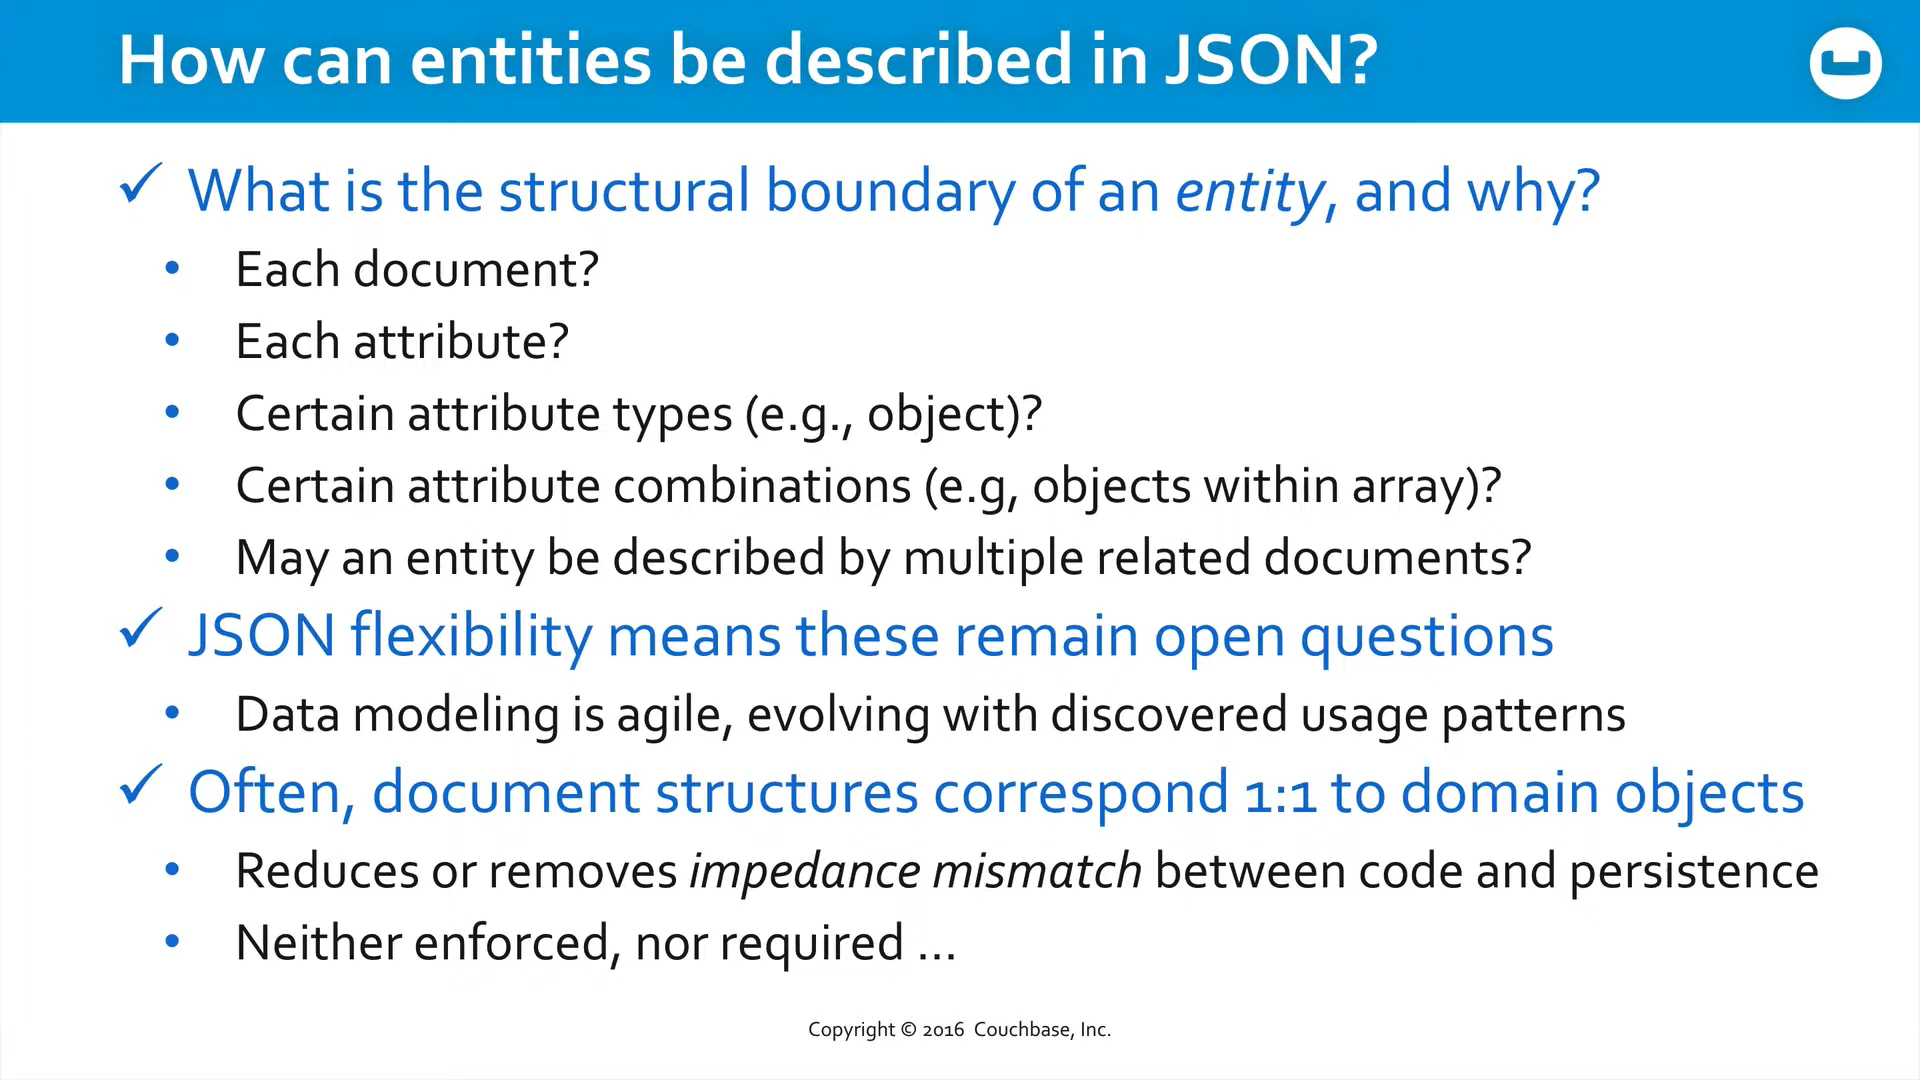 How can entities be described in JSON?
✓ What is the structural boundary of an entity, and why?
• Each document?
• Each attribute?
• Certain attribute types (e.g., object)?
• Certain attribute combinations (e.g, objects within array)?
• May an entity be described by multiple related documents?
✓ JSON flexibility means these remain open questions
• Data modeling is agile, evolving with discovered usage patterns
✓ Often, document structures correspond 1:1 to domain objects
• Reduces or removes impedance mismatch between code and persistence
• Neither enforced, nor required ...
Copyright © 2016 Couchbase, Inc.